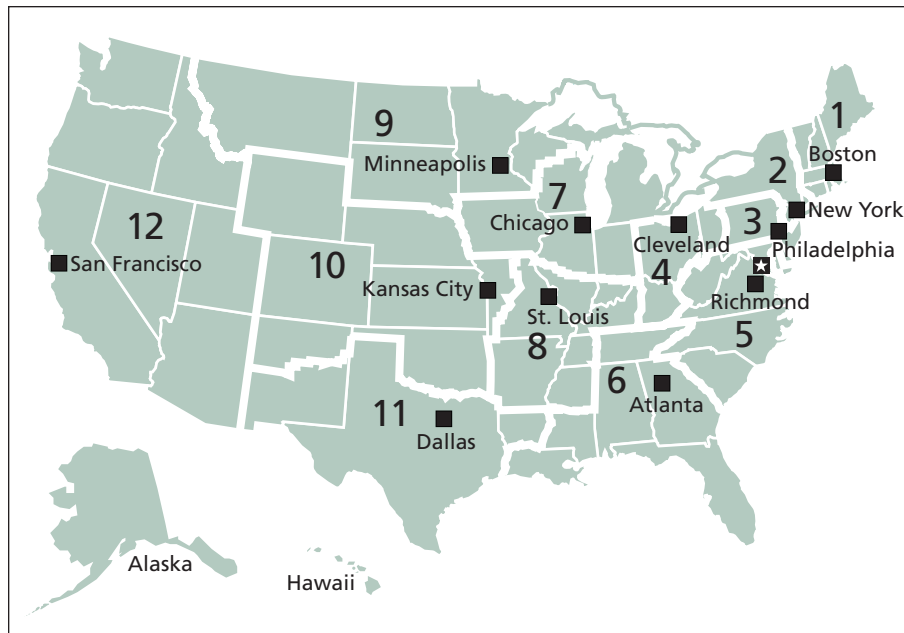 1
9
Boston
Minneapolis
2
7
New York
12
3
Chicago
Cleveland
Philadelphia
San Francisco
10
4
Kansas City
Richmond
St. Louis
5
8
6
Atlanta
11
Dallas
Alaska
Hawaii